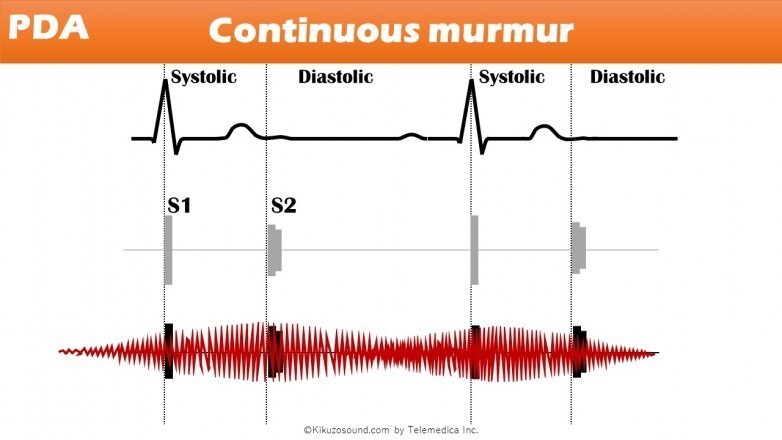 PDA
Continuous murmur
Systolic Diastolic Systolic Diastolic
S1 S2
©Kikuzosound.com by Telemedica Inc.